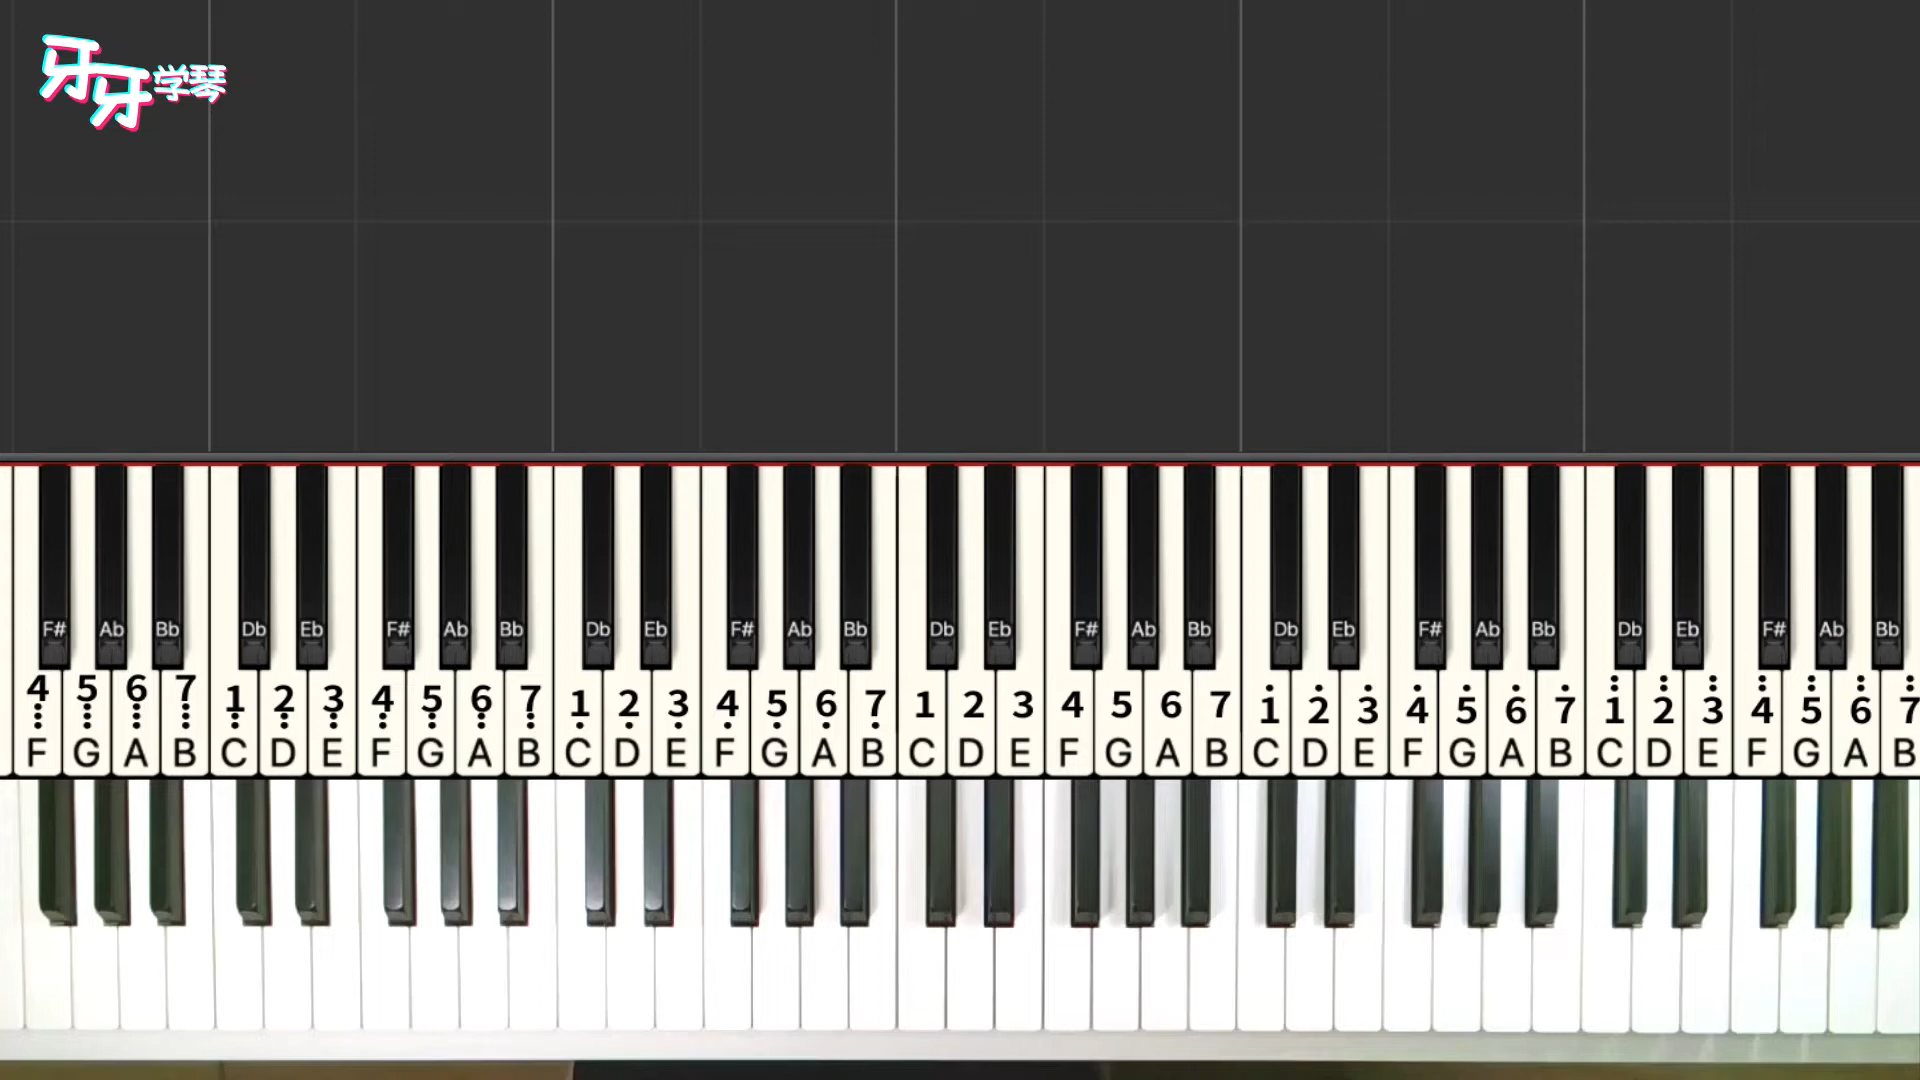 牙牙学琴
F# Ab Bb Db Eb F# Ab Bb Db Eb F# Ab Bb Db Eb F# Ab Bb Db Eb F# Ab Bb Db Eb F# Ab Bb
4 5 6 7 1 2 3 4 5 6 7 1 2 3 4 5 6 7 1 2 3 4 5 6 7 1 2 3 4 5 6 7 1 2 3 4 5 6 7
F G A B C D E F G A B C D E F G A B C D E F G A B C D E F G A B C D E F G A B